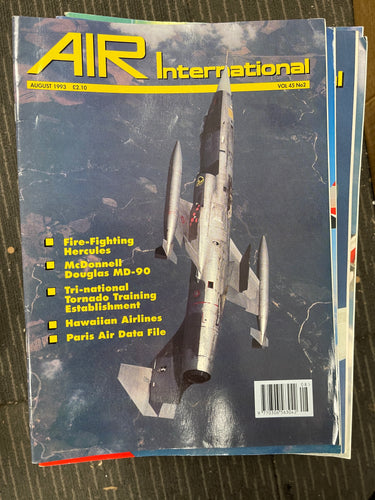 AIR International
AUGUST 1993 £2.10
VOL 45 No2
Fire-Fighting
Hercules
McDonnell
Douglas MD-90
Tri-national
Tornado Training
Establishment
Hawaiian Airlines
Paris Air Data File
08